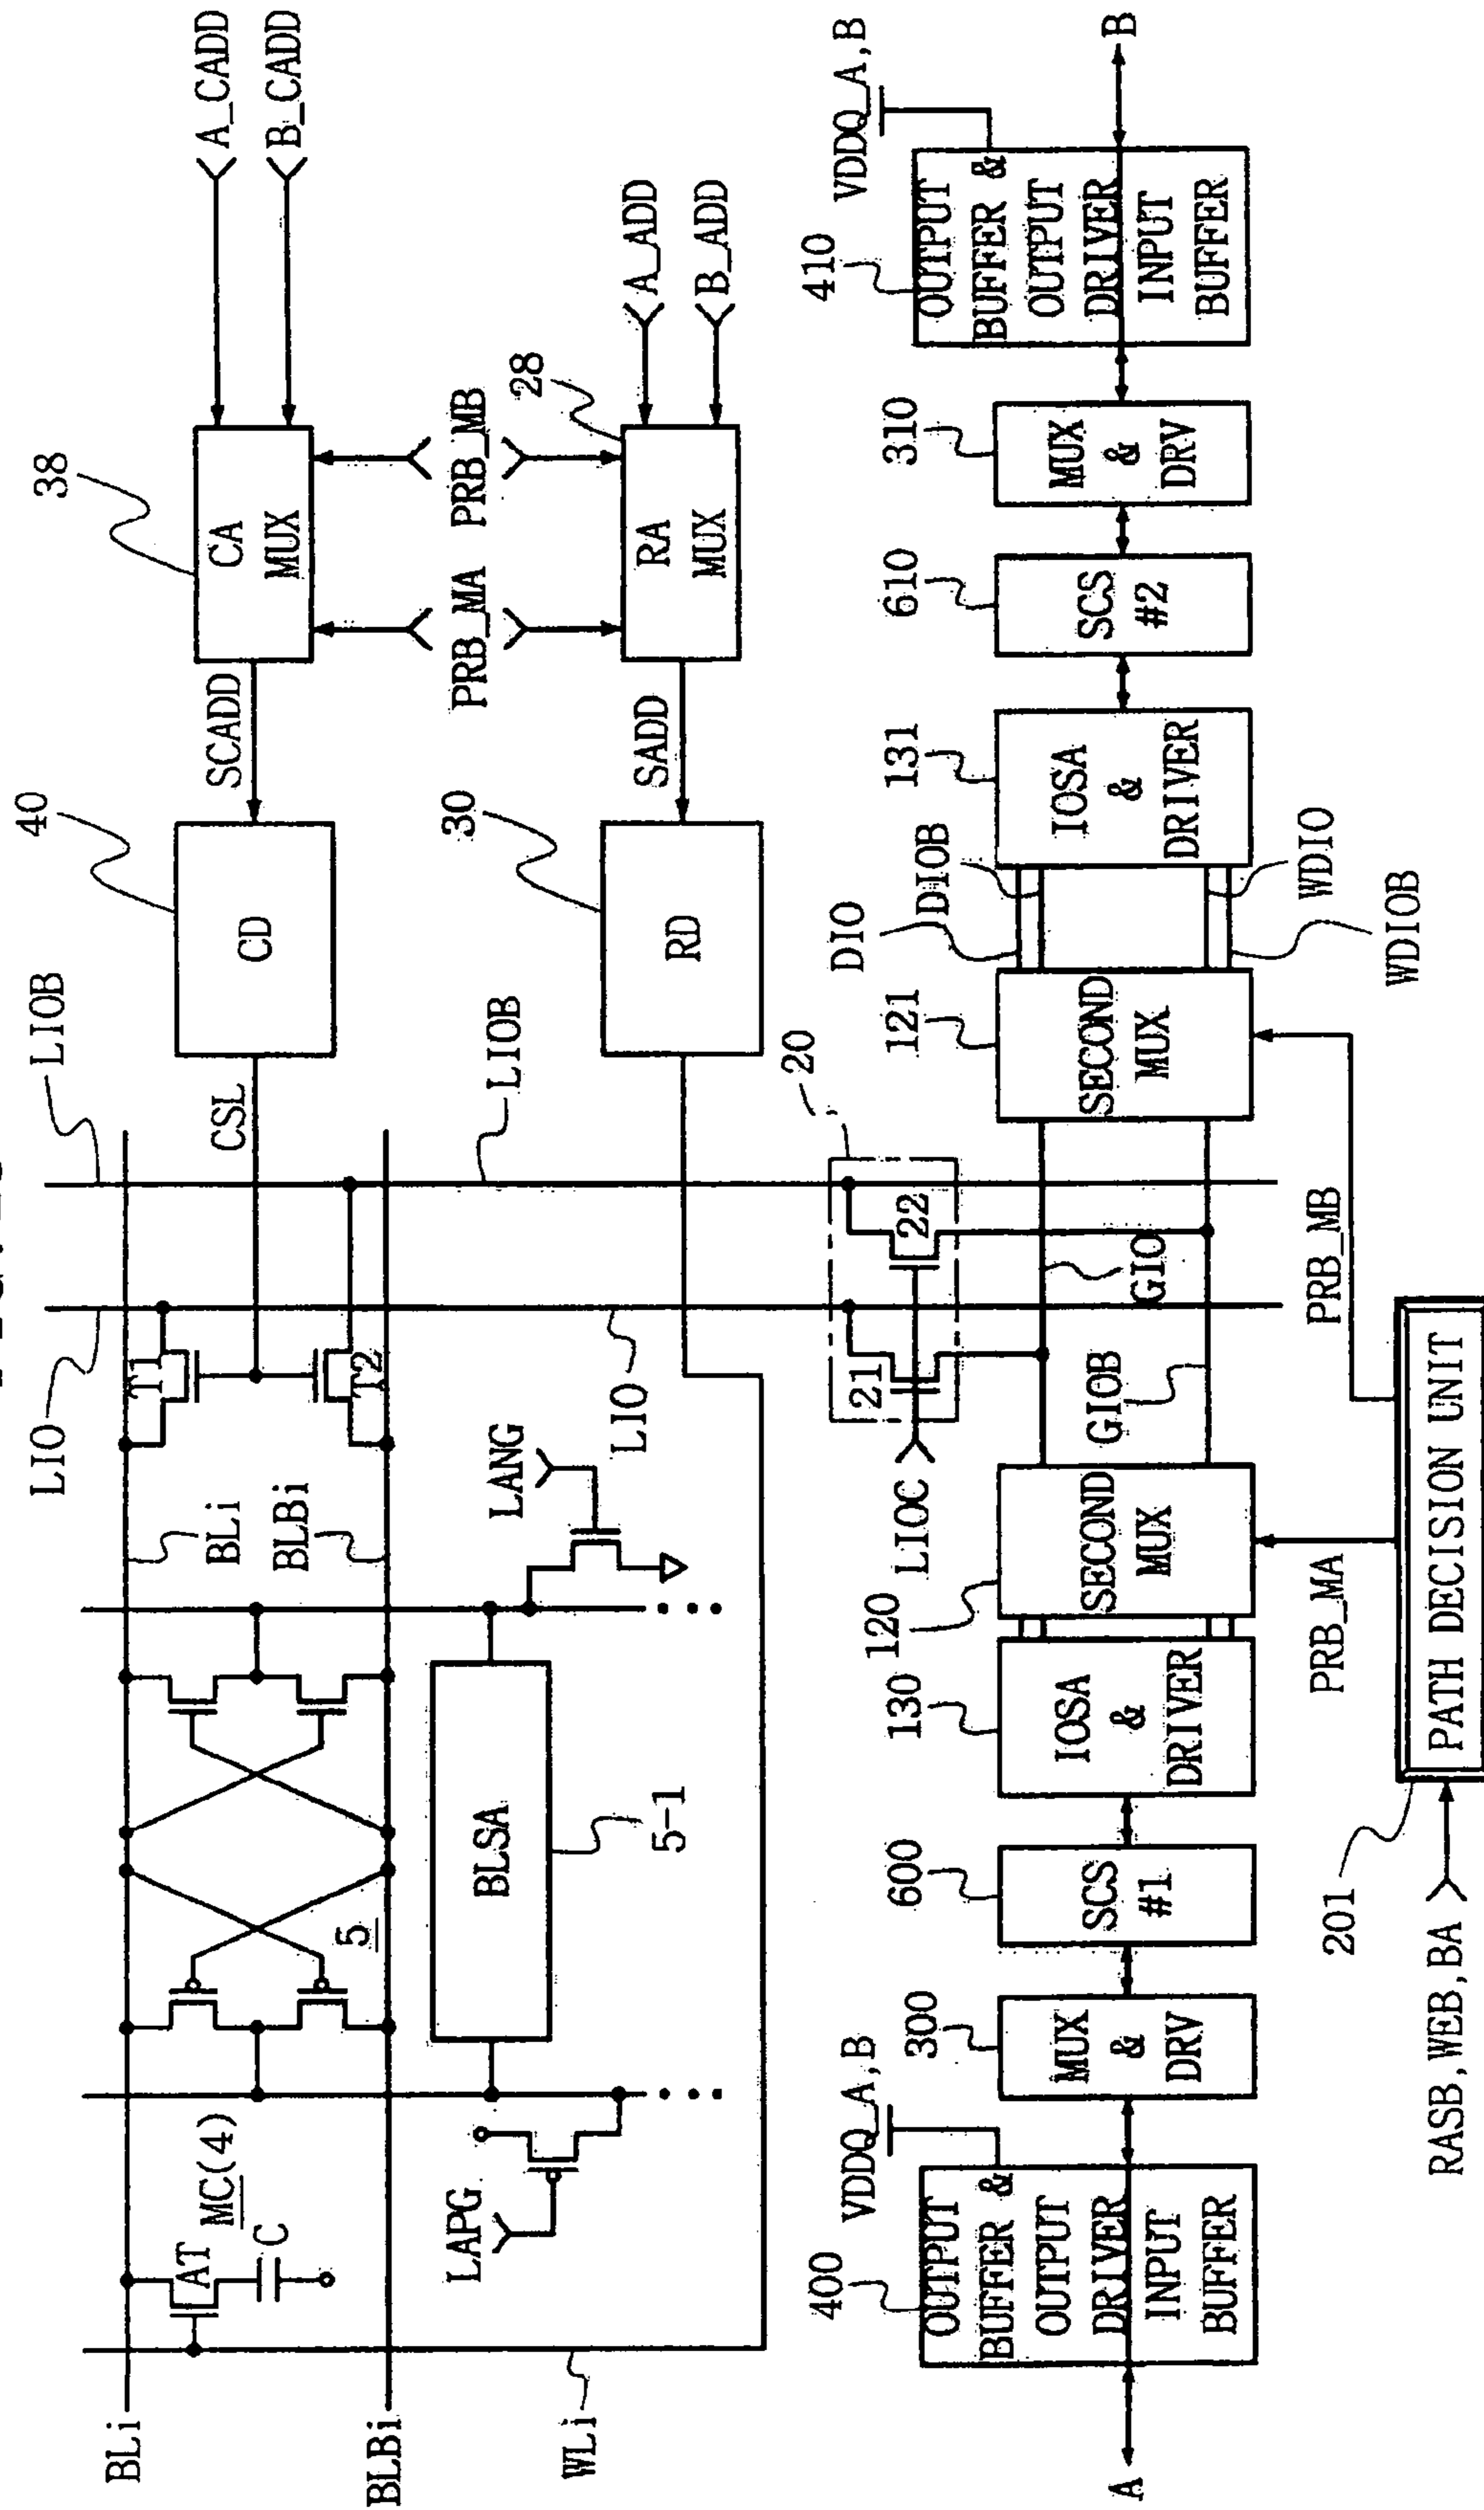 LIO
LIOB
40
38
BLi
BLi
T1
CSL
CD
SCADD
CA
MUX
A_CADD
B_CADD
AT
MC(4)
C
5
BLBi
T2
BLBi
PRB_MA
PRB_MB
LIOB
30
28
LAPG
BLSA
LANG
RD
SADD
RA
MUX
A_ADD
B_ADD
WLi
5-1
LIO
20
LIOC
21
22
VDDQ_A,B
VDDQ_A,B
400
300
600
130
120
121
DIO
DIOB
131
610
310
410
A
OUTPUT
BUFFER &
OUTPUT
DRIVER
INPUT
BUFFER
MUX
&
DRV
SCS
#1
IOSA
&
DRIVER
SECOND
MUX
GIOB
GIO
SECOND
MUX
IOSA
&
DRIVER
SCS
#2
MUX
&
DRV
OUTPUT
BUFFER &
OUTPUT
DRIVER
INPUT
BUFFER
B
WDIO
WDIOB
PRB_MA
PRB_MB
201
RASB,WEB,BA
PATH DECISION UNIT